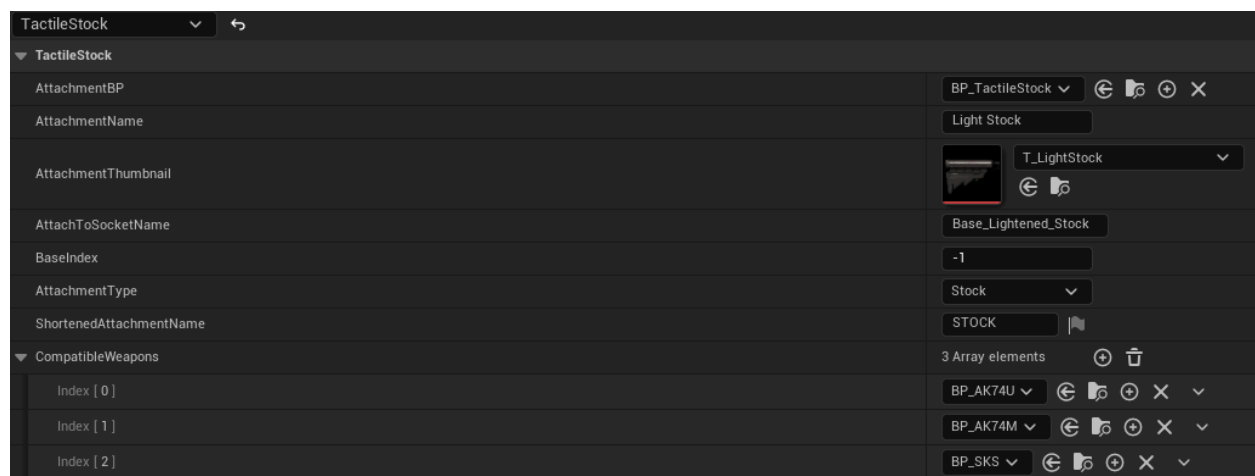 TactileStock
TactileStock
AttachmentBP BP_TactileStock
AttachmentName Light Stock
AttachmentThumbnail T_LightStock
AttachToSocketName Base_Lightened_Stock
BaseIndex -1
AttachmentType Stock
ShortenedAttachmentName STOCK
CompatibleWeapons 3 Array elements
Index [ 0 ] BP_AK74U
Index [ 1 ] BP_AK74M
Index [ 2 ] BP_SKS